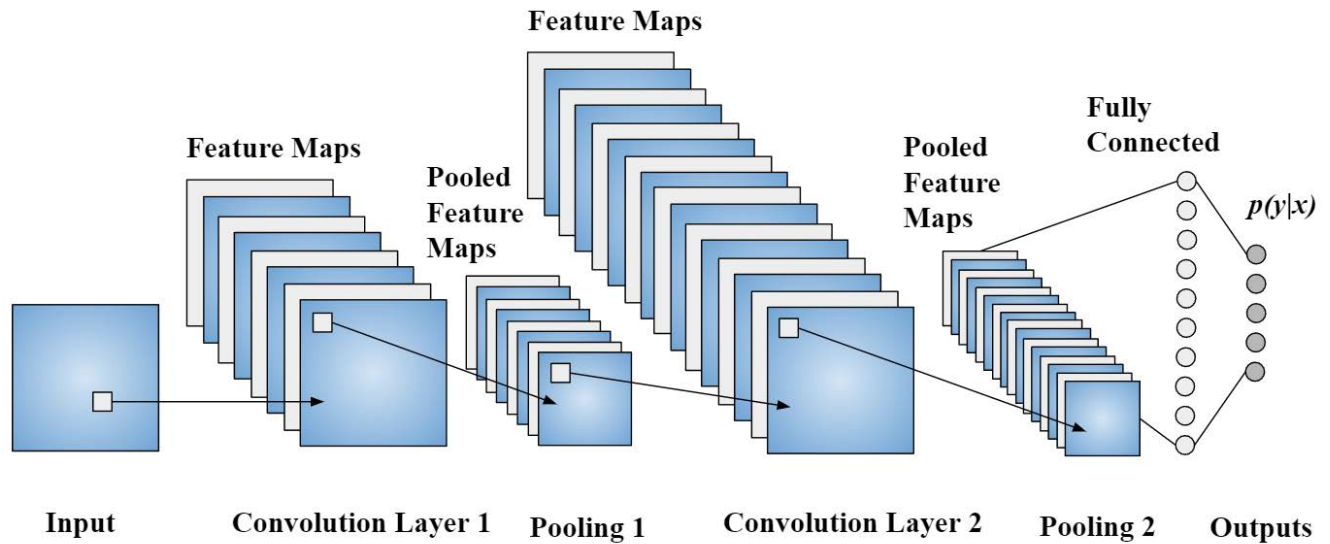 Feature Maps
Feature Maps
Pooled
Feature
Maps
Pooled
Feature
Maps
Fully
Connected
p(y|x)
Input
Convolution Layer 1
Pooling 1
Convolution Layer 2
Pooling 2
Outputs